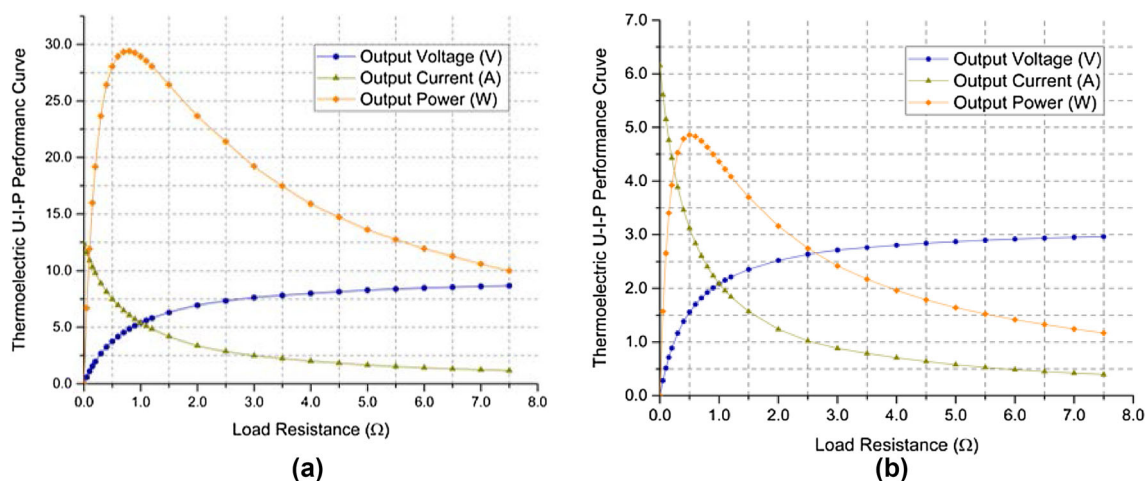 (a)
Thermoelectric U-I-P Performanc Curve
30.0
25.0
20.0
15.0
10.0
5.0
0.0
Output Voltage (V)
Output Current (A)
Output Power (W)
0.0 1.0 2.0 3.0 4.0 5.0 6.0 7.0 8.0
Load Resistance (Ω)
(a)
(b)
Thermoelectric U-I-P Performance Cruve
7.0
6.0
5.0
4.0
3.0
2.0
1.0
0.0
Output Voltage (V)
Output Current (A)
Output Power (W)
0.0 1.0 2.0 3.0 4.0 5.0 6.0 7.0 8.0
Load Resistance (Ω)
(b)